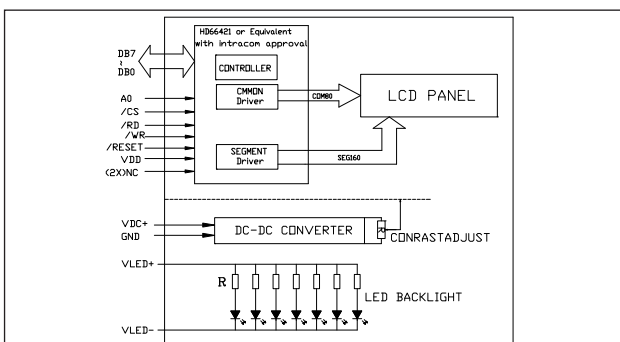 HD66421 or Equivalent
with intracom approval
DB7
~
DB0
CONTROLLER
CMMON
Driver
COM80
LCD PANEL
A0
/CS
/RD
/WR
/RESET
VDD
(2X)NC
SEGMENT
Driver
SEG160
VDC+
GND
DC-DC CONVERTER
R
CONRASTADJUST
VLED+
R
LED BACKLIGHT
VLED-